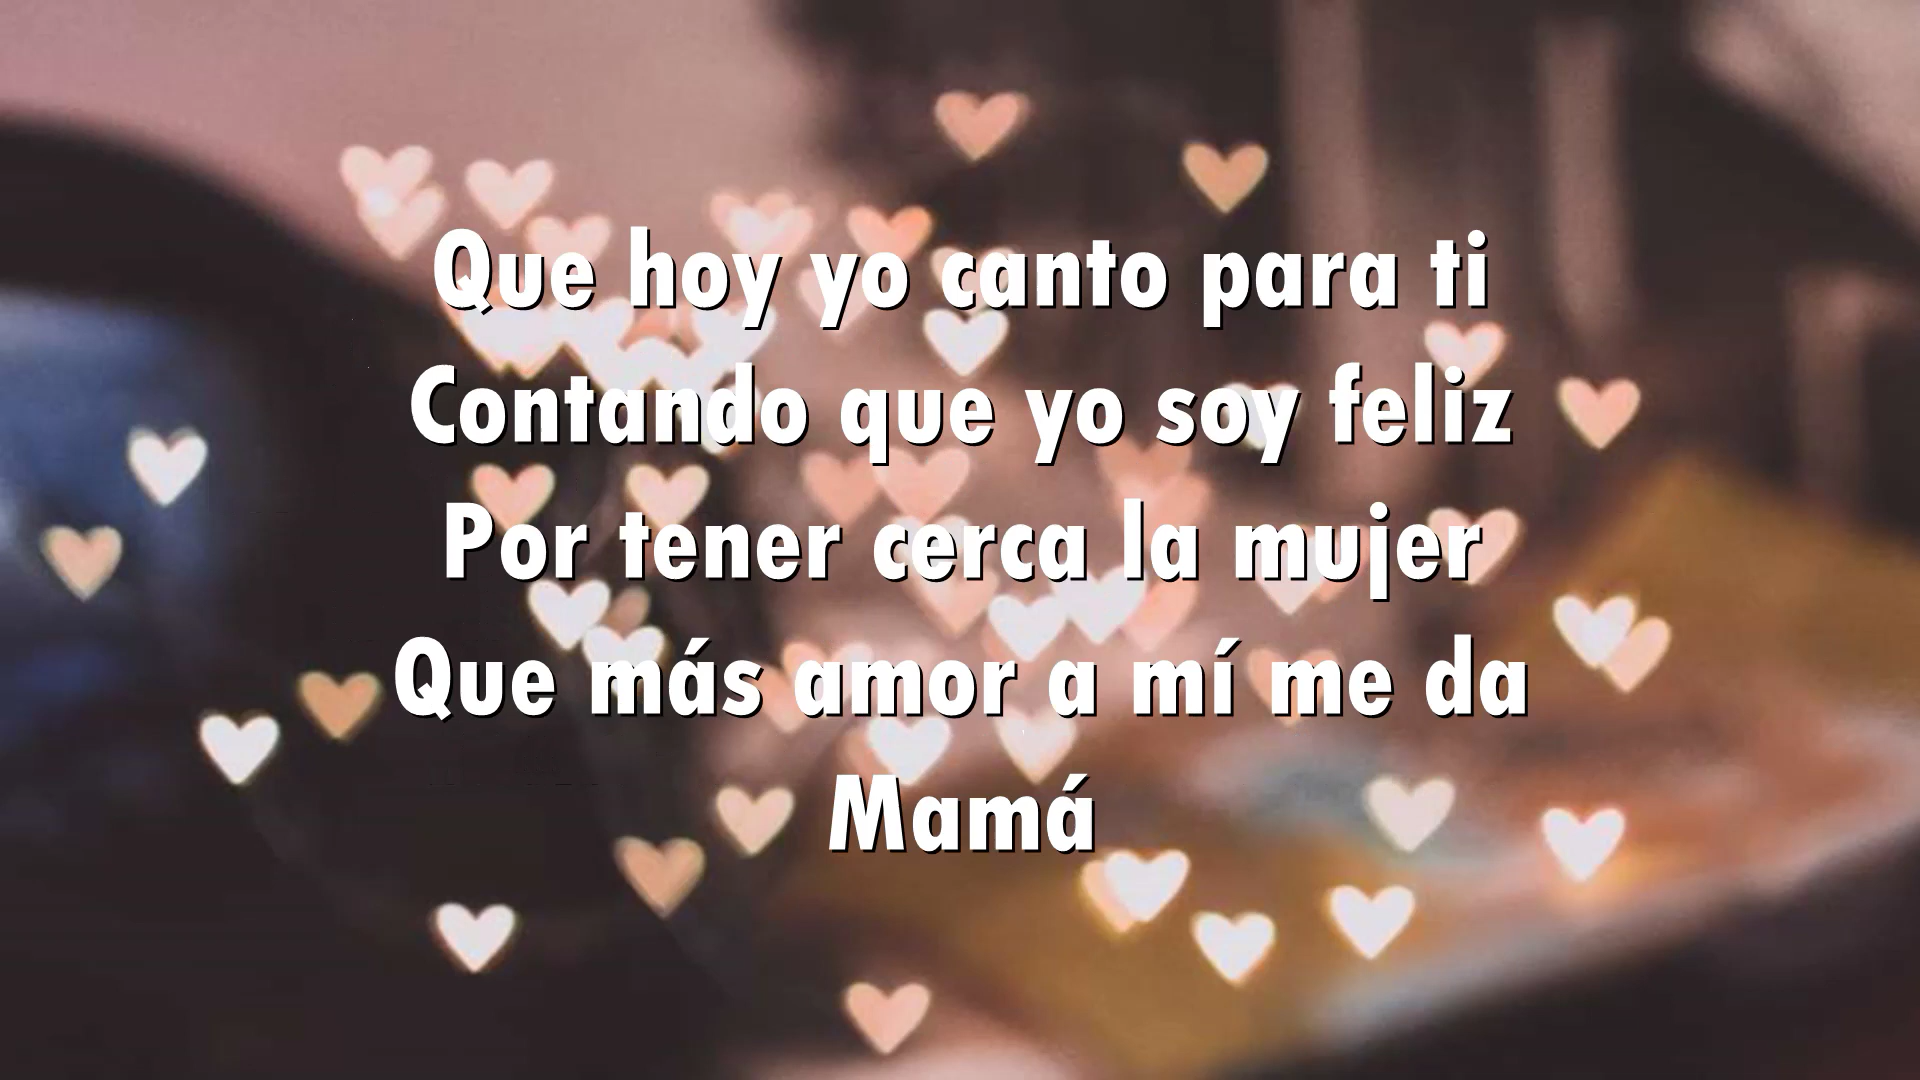 Que hoy yo canto para ti
Contando que yo soy feliz
Por tener cerca la mujer
Que más amor a mí me da
Mamá